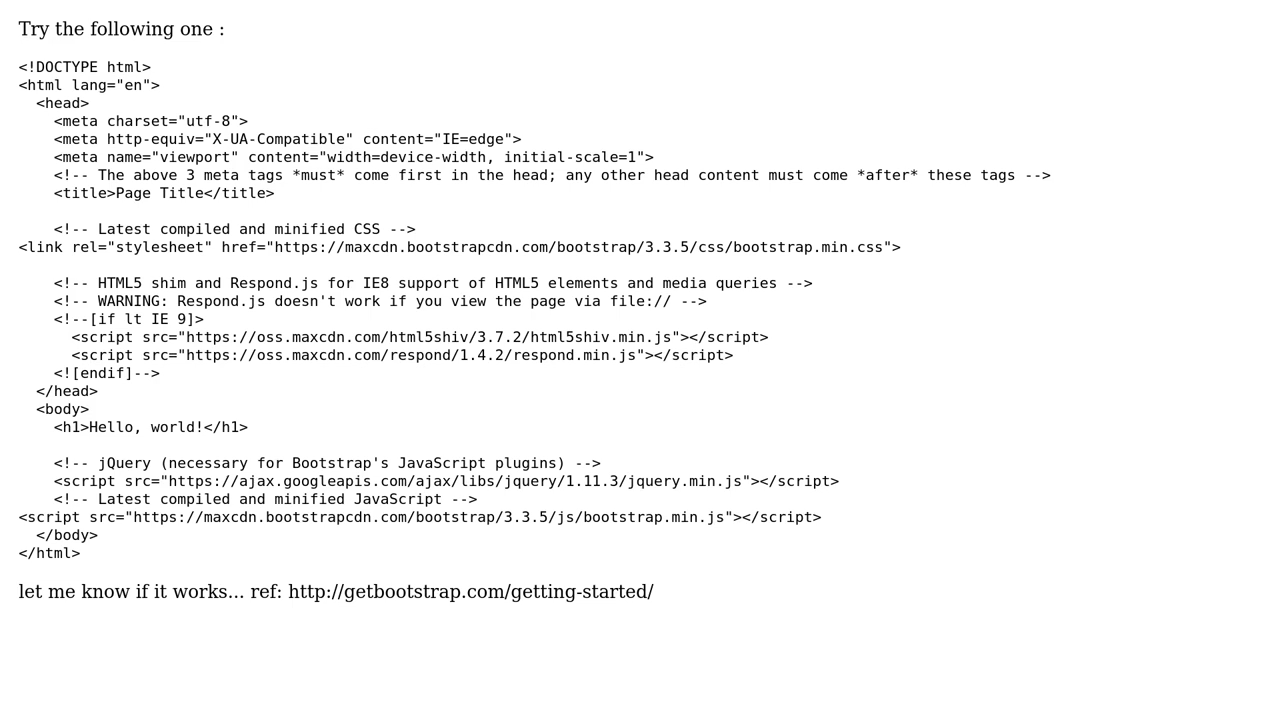 Try the following one :
<!DOCTYPE html>
<html lang="en">
  <head>
    <meta charset="utf-8">
    <meta http-equiv="X-UA-Compatible" content="IE=edge">
    <meta name="viewport" content="width=device-width, initial-scale=1">
    <!-- The above 3 meta tags *must* come first in the head; any other head content must come *after* these tags -->
    <title>Page Title</title>

    <!-- Latest compiled and minified CSS -->
<link rel="stylesheet" href="https://maxcdn.bootstrapcdn.com/bootstrap/3.3.5/css/bootstrap.min.css">

    <!-- HTML5 shim and Respond.js for IE8 support of HTML5 elements and media queries -->
    <!-- WARNING: Respond.js doesn't work if you view the page via file:// -->
    <!--[if lt IE 9]>
      <script src="https://oss.maxcdn.com/html5shiv/3.7.2/html5shiv.min.js"></script>
      <script src="https://oss.maxcdn.com/respond/1.4.2/respond.min.js"></script>
    <![endif]-->
  </head>
  <body>
    <h1>Hello, world!</h1>

    <!-- jQuery (necessary for Bootstrap's JavaScript plugins) -->
    <script src="https://ajax.googleapis.com/ajax/libs/jquery/1.11.3/jquery.min.js"></script>
    <!-- Latest compiled and minified JavaScript -->
<script src="https://maxcdn.bootstrapcdn.com/bootstrap/3.3.5/js/bootstrap.min.js"></script>
  </body>
</html>
let me know if it works... ref: http://getbootstrap.com/getting-started/